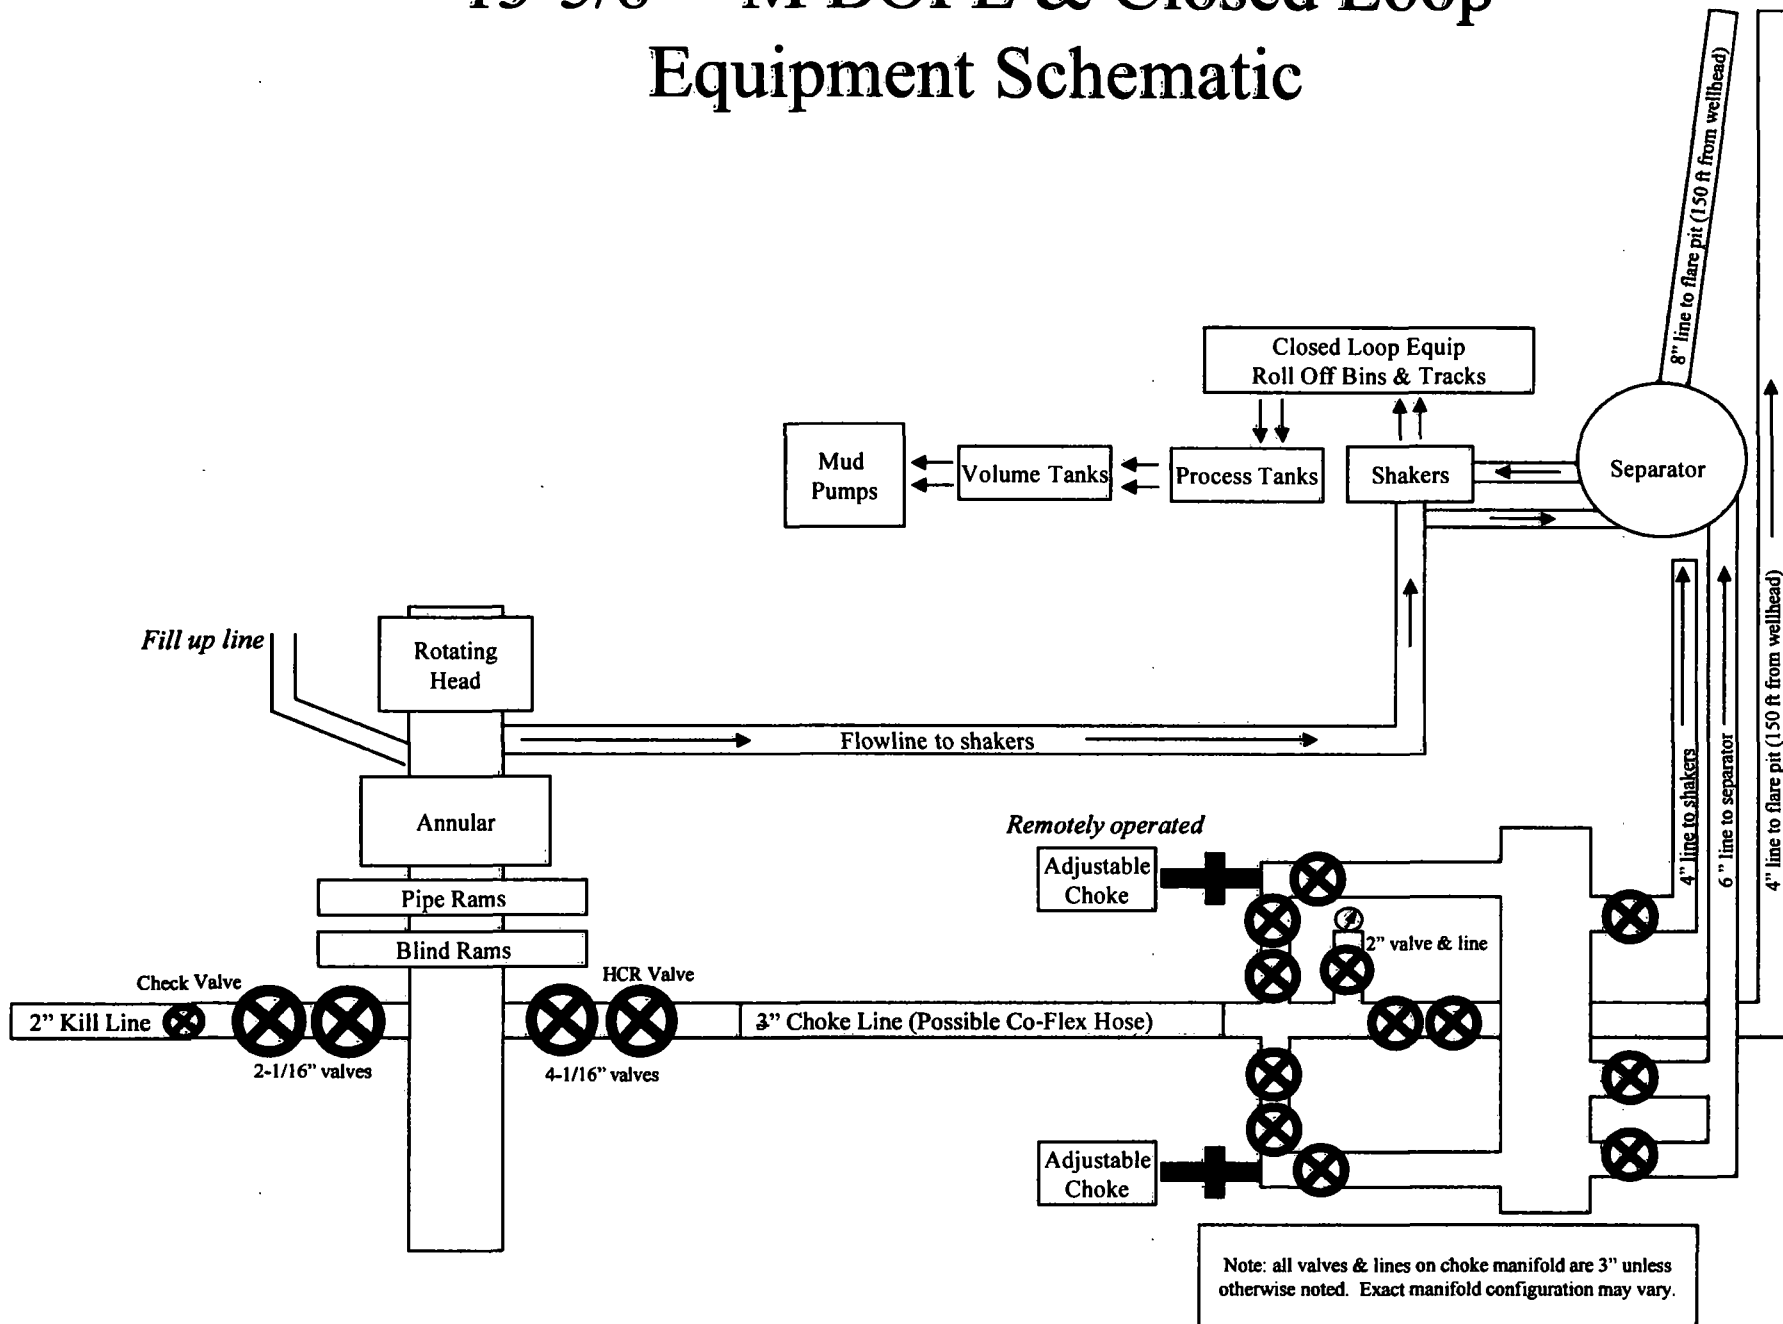 & Closed Loop
Equipment Schematic
8" line to flare pit (150 ft from wellhead)
Closed Loop Equip
Roll Off Bins & Tracks
Mud
Pumps
Volume Tanks
Process Tanks
Shakers
Separator
Fill up line
Rotating
Head
Flowline to shakers
Annular
Pipe Rams
Blind Rams
Check Valve
HCR Valve
2" Kill Line
3" Choke Line (Possible Co-Flex Hose)
2-1/16" valves
4-1/16" valves
Remotely operated
Adjustable
Choke
2" valve & line
Adjustable
Choke
4" line to shakers
6" line to separator
4" line to flare pit (150 ft from wellhead)
Note: all valves & lines on choke manifold are 3" unless
otherwise noted. Exact manifold configuration may vary.